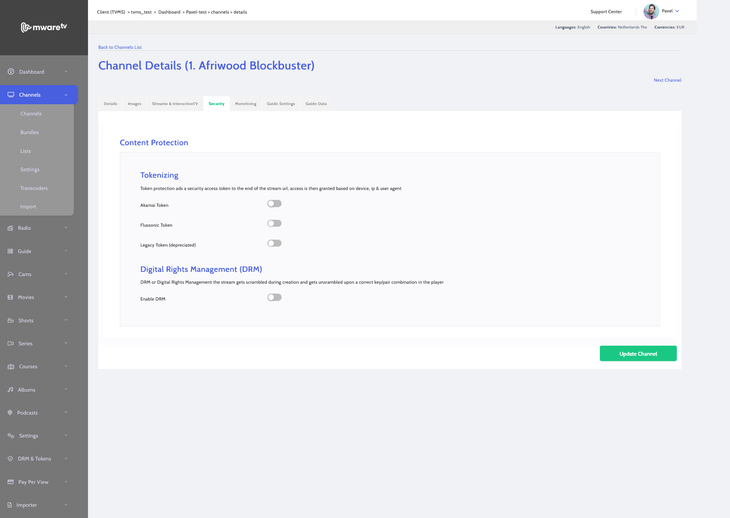 mware tv
Client (TVMS) > tvms_test > Dashboard > Pavel-test » channels » details
Support Center
Pavel
Languages: English Countries: Netherlands The Currencies: EUR
Dashboard
Channels
Channels
Bundles
Lists
Settings
Transcoders
Import
Radio
Guide
Cams
Movies
Shorts
Series
Courses
Albums
Podcasts
Settings
DRM & Tokens
Pay Per View
Importer
Back to Channels List
Channel Details (1. Afriwood Blockbuster)
Next Channel
Details Images Streams & InteractiveTV Security Monetising Guide Settings Guide Data
Content Protection
Tokenizing
Token protection ads a security access token to the end of the stream url, access is then granted based on device, ip & user agent
Akamai Token
Flussonic Token
Legacy Token (depreciated)
Digital Rights Management (DRM)
DRM or Digital Rights Management the stream gets scrambled during creation and gets unsrambled upon a correct key/pair combination in the player
Enable DRM
Update Channel